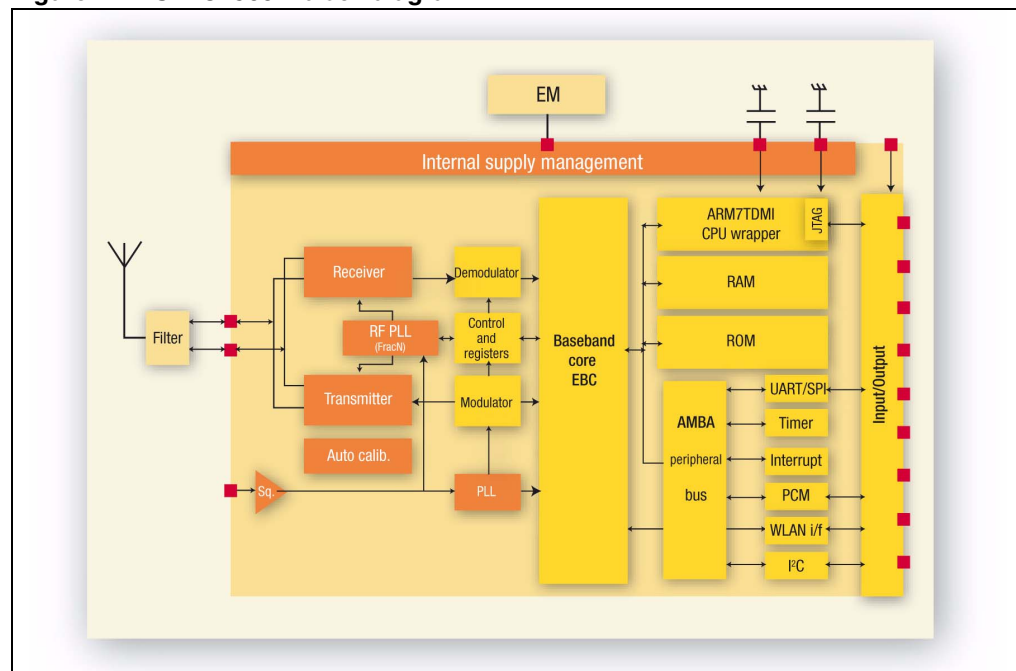 EM
Internal supply management
ARM7TDMI
CPU wrapper
JTAG
Receiver
Demodulator
RAM
Filter
RF PLL
(FracN)
Control
and
registers
Baseband
core
EBC
ROM
Input/Output
Transmitter
Modulator
AMBA
peripheral
bus
UART/SPI
Timer
Auto calib.
Interrupt
Sq.
PLL
PCM
WLAN i/f
I²C